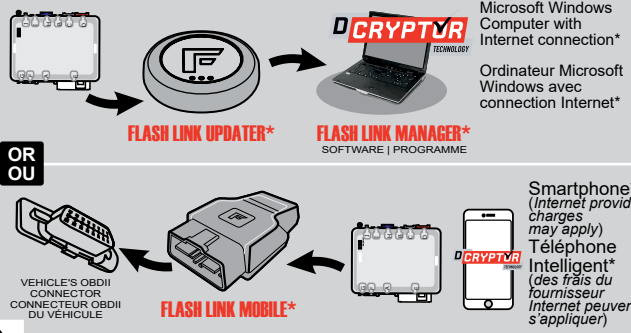 DCRYPTOR
TECHNOLOGY
Microsoft Windows
Computer with
Internet connection*
Ordinateur Microsoft
Windows avec
connection Internet*
FLASH LINK UPDATER*
FLASH LINK MANAGER*
SOFTWARE | PROGRAMME
OR
OU
Smartphone
(Internet provid
charges
may apply)
Téléphone
Intelligent*
(des frais du
fournisseur
Internet peuven
s'appliquer)
DCRYPTOR
TECHNOLOGY
VEHICLE'S OBDII
CONNECTOR
CONNECTEUR OBDII
DU VÉHICULE
FLASH LINK MOBILE*